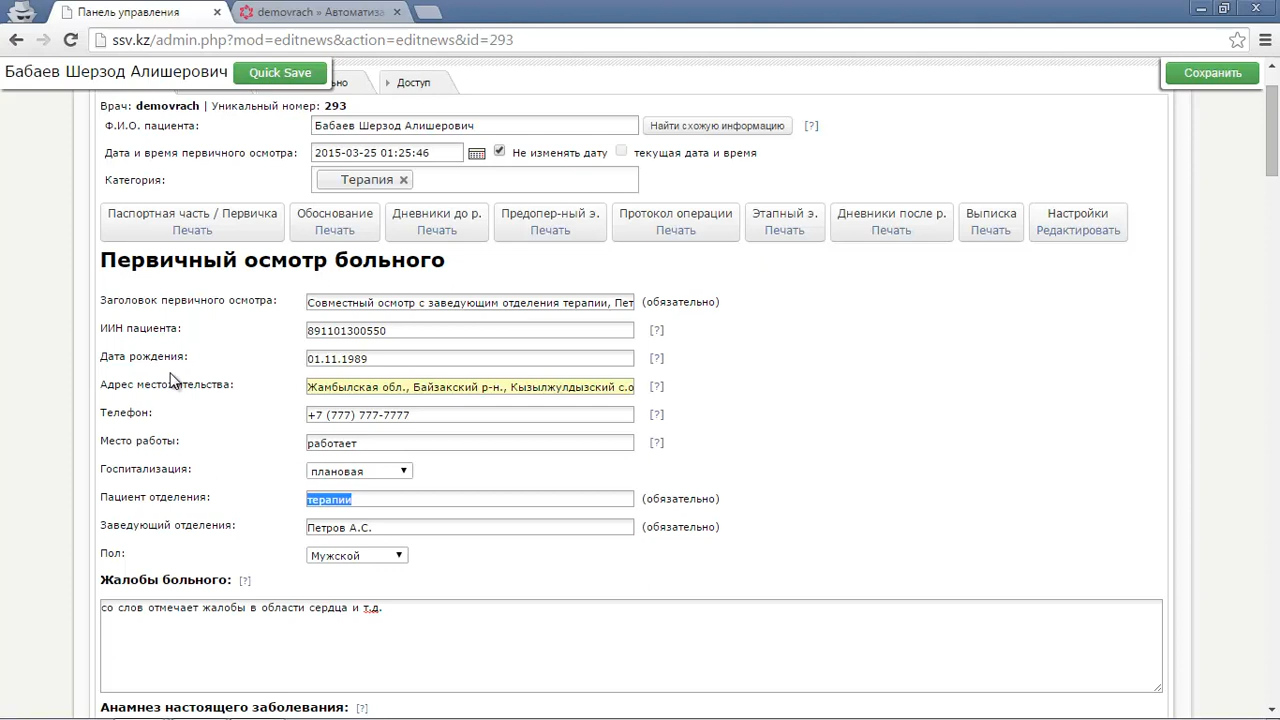 Панель управления
demovrach » Автоматиза
ssv.kz/admin.php?mod=editnews&action=editnews&id=293
Бабаев Шерзод Алишерович Quick Save Доступ Сохранить
Врач: demovrach | Уникальный номер: 293
Ф.И.О. пациента: Бабаев Шерзод Алишерович Найти схожую информацию [?]
Дата и время первичного осмотра: 2015-03-25 01:25:46 Не изменять дату текущая дата и время
Категория: Терапия
Паспортная часть / Первичка Обоснование Дневники до р. Предопер-ный э. Протокол операции Этапный э. Дневники после р. Выписка Настройки
Печать Печать Печать Печать Печать Печать Печать Печать Редактировать
Первичный осмотр больного
Заголовок первичного осмотра: Совместный осмотр с заведующим отделения терапии, Пет (обязательно)
ИИН пациента: 891101300550 [?]
Дата рождения: 01.11.1989 [?]
Адрес местожительства: Жамбылская обл., Байзакский р-н., Кызылжулдызский с.о [?]
Телефон: +7 (777) 777-7777 [?]
Место работы: работает [?]
Госпитализация: плановая
Пациент отделения: терапии (обязательно)
Заведующий отделения: Петров А.С. (обязательно)
Пол: Мужской
Жалобы больного: [?]
со слов отмечает жалобы в области сердца и т.д.
Анамнез настоящего заболевания: [?]